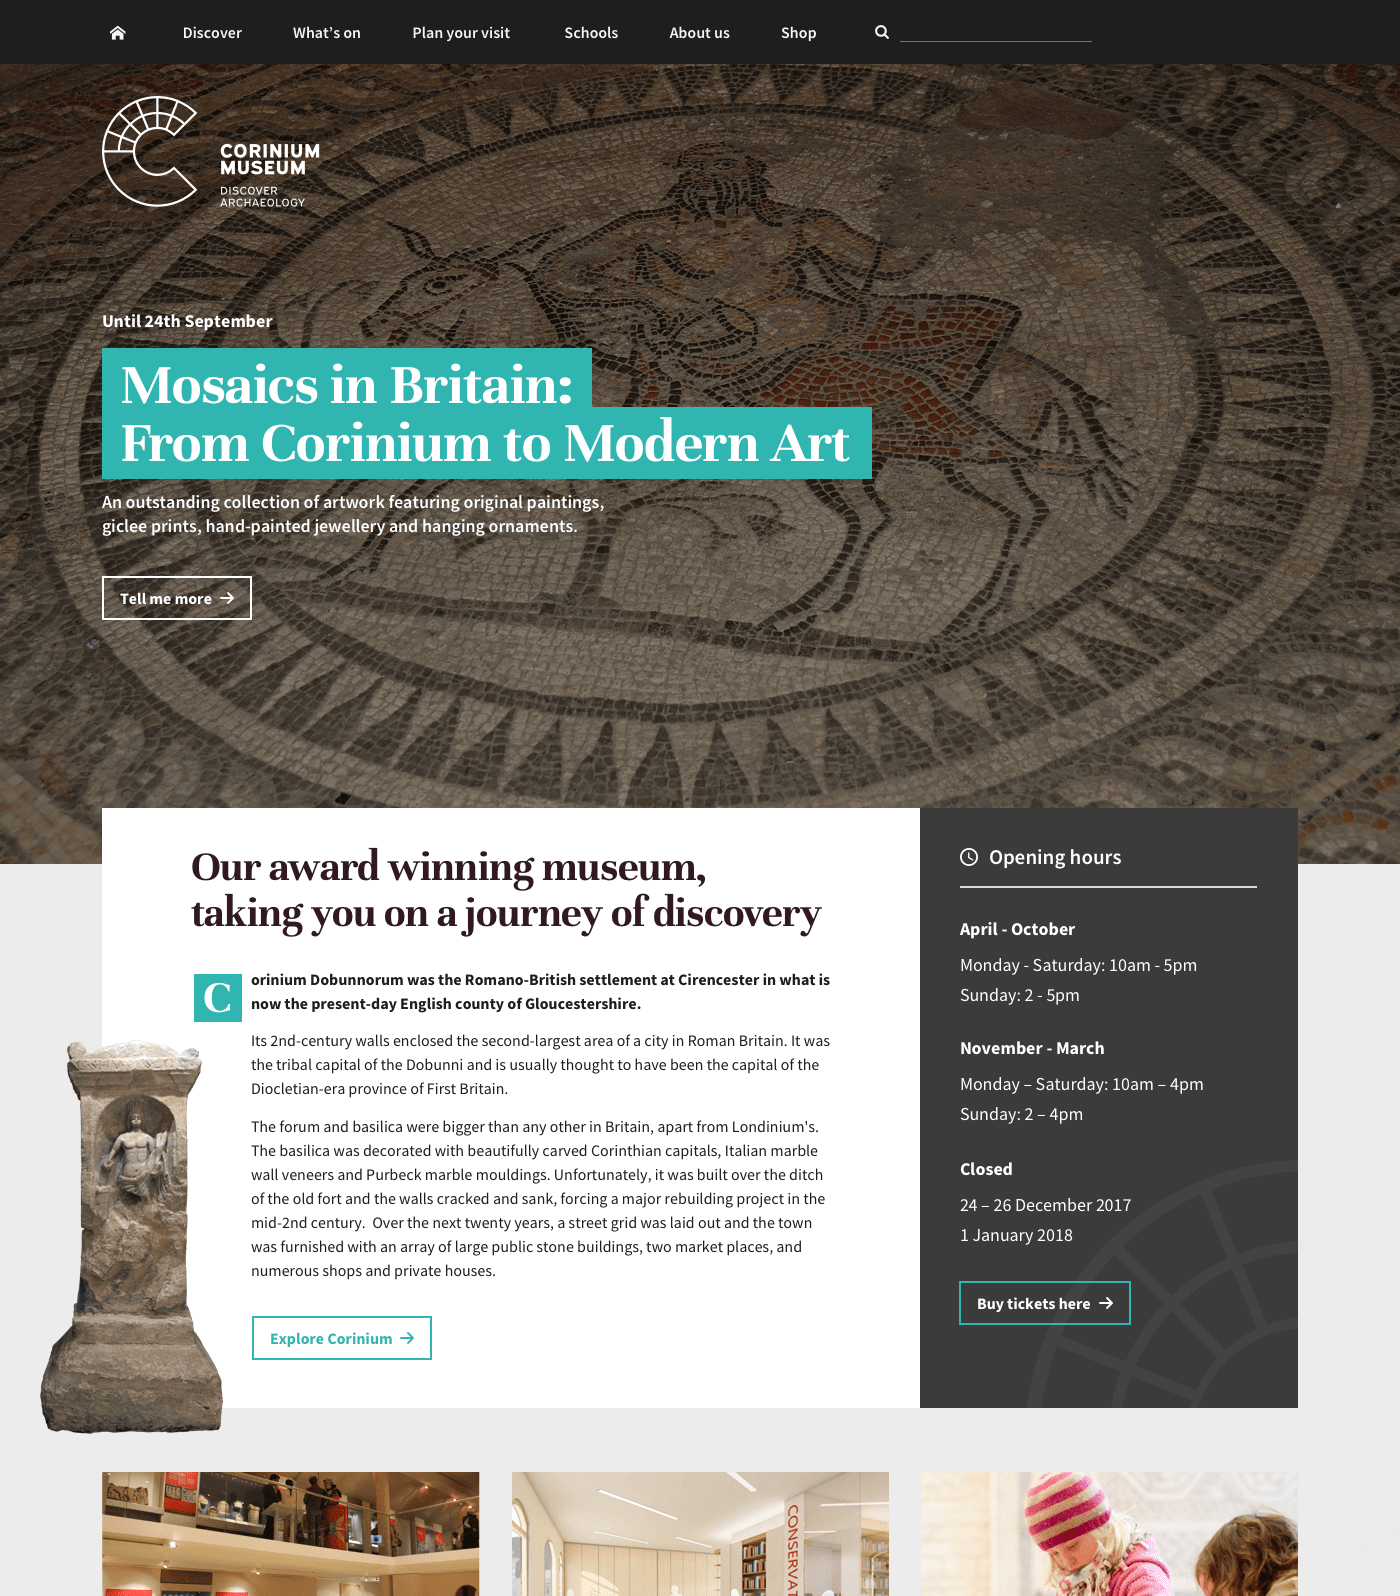 Discover
What’s on
Plan your visit
Schools
About us
Shop
CORINIUM
MUSEUM
DISCOVER
ARCHAEOLOGY
Until 24th September
Mosaics in Britain:
From Corinium to Modern Art
An outstanding collection of artwork featuring original paintings,
giclee prints, hand-painted jewellery and hanging ornaments.
Tell me more
Our award winning museum,
taking you on a journey of discovery
Corinium Dobunnorum was the Romano-British settlement at Cirencester in what is
now the present-day English county of Gloucestershire.
Its 2nd-century walls enclosed the second-largest area of a city in Roman Britain. It was
the tribal capital of the Dobunni and is usually thought to have been the capital of the
Diocletian-era province of First Britain.
The forum and basilica were bigger than any other in Britain, apart from Londinium's.
The basilica was decorated with beautifully carved Corinthian capitals, Italian marble
wall veneers and Purbeck marble mouldings. Unfortunately, it was built over the ditch
of the old fort and the walls cracked and sank, forcing a major rebuilding project in the
mid-2nd century.  Over the next twenty years, a street grid was laid out and the town
was furnished with an array of large public stone buildings, two market places, and
numerous shops and private houses.
Explore Corinium
Opening hours
April - October
Monday - Saturday: 10am - 5pm
Sunday: 2 - 5pm
November - March
Monday – Saturday: 10am – 4pm
Sunday: 2 – 4pm
Closed
24 – 26 December 2017
1 January 2018
Buy tickets here
CONSERVAT